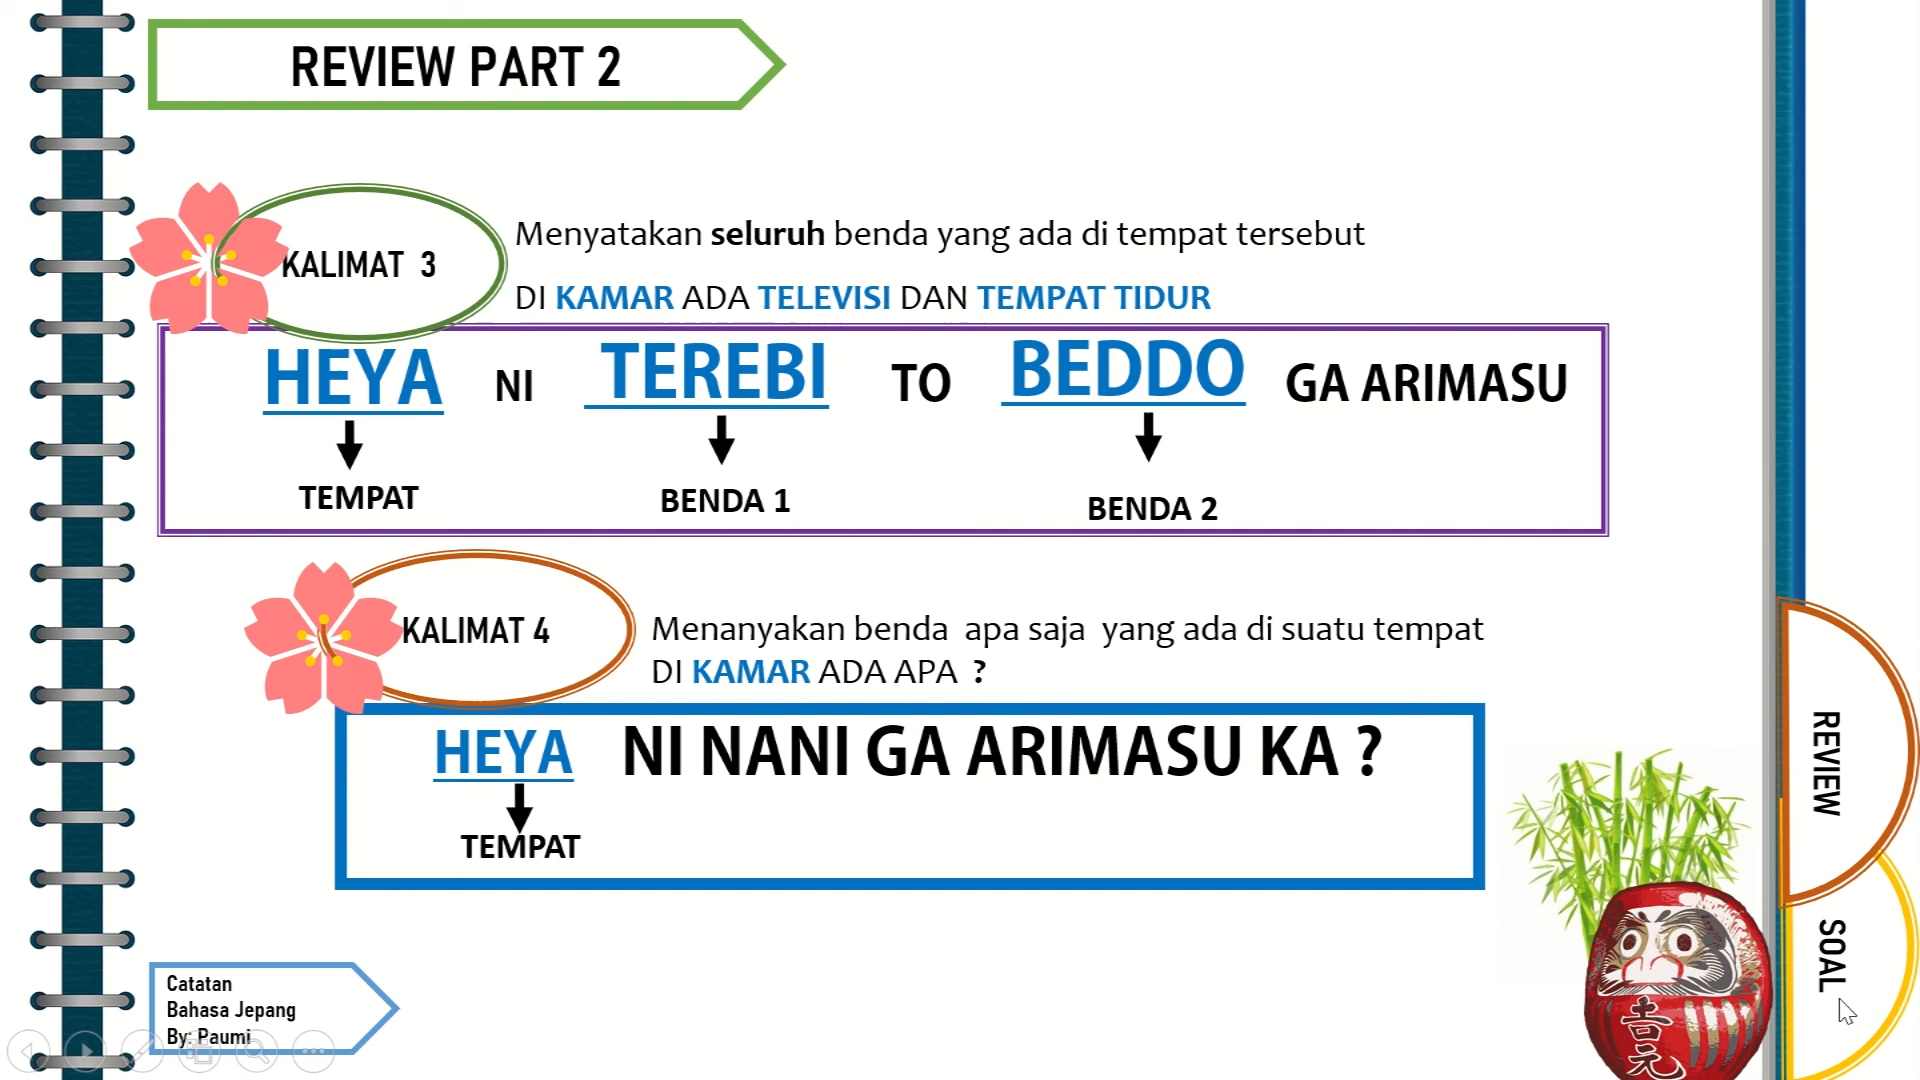 REVIEW PART 2
KALIMAT 3
Menyatakan seluruh benda yang ada di tempat tersebut
DI KAMAR ADA TELEVISI DAN TEMPAT TIDUR
HEYA NI TEREBI TO BEDDO GA ARIMASU
TEMPAT BENDA 1 BENDA 2
KALIMAT 4
Menanyakan benda apa saja yang ada di suatu tempat
DI KAMAR ADA APA ?
HEYA NI NANI GA ARIMASU KA ?
TEMPAT
REVIEW
SOAL
吉
元
Catatan
Bahasa Jepang
By: Paumi